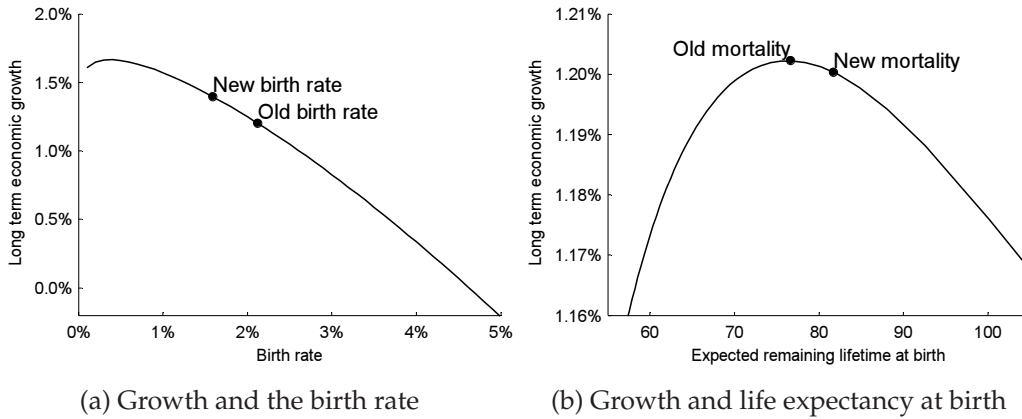 2.0%
1.5%
1.0%
0.5%
0.0%
Long term economic growth
New birth rate
Old birth rate
0%
1%
2%
3%
4%
5%
Birth rate
(a) Growth and the birth rate
1.21%
1.20%
1.19%
1.18%
1.17%
1.16%
Long term economic growth
Old mortality
New mortality
60
70
80
90
100
Expected remaining lifetime at birth
(b) Growth and life expectancy at birth